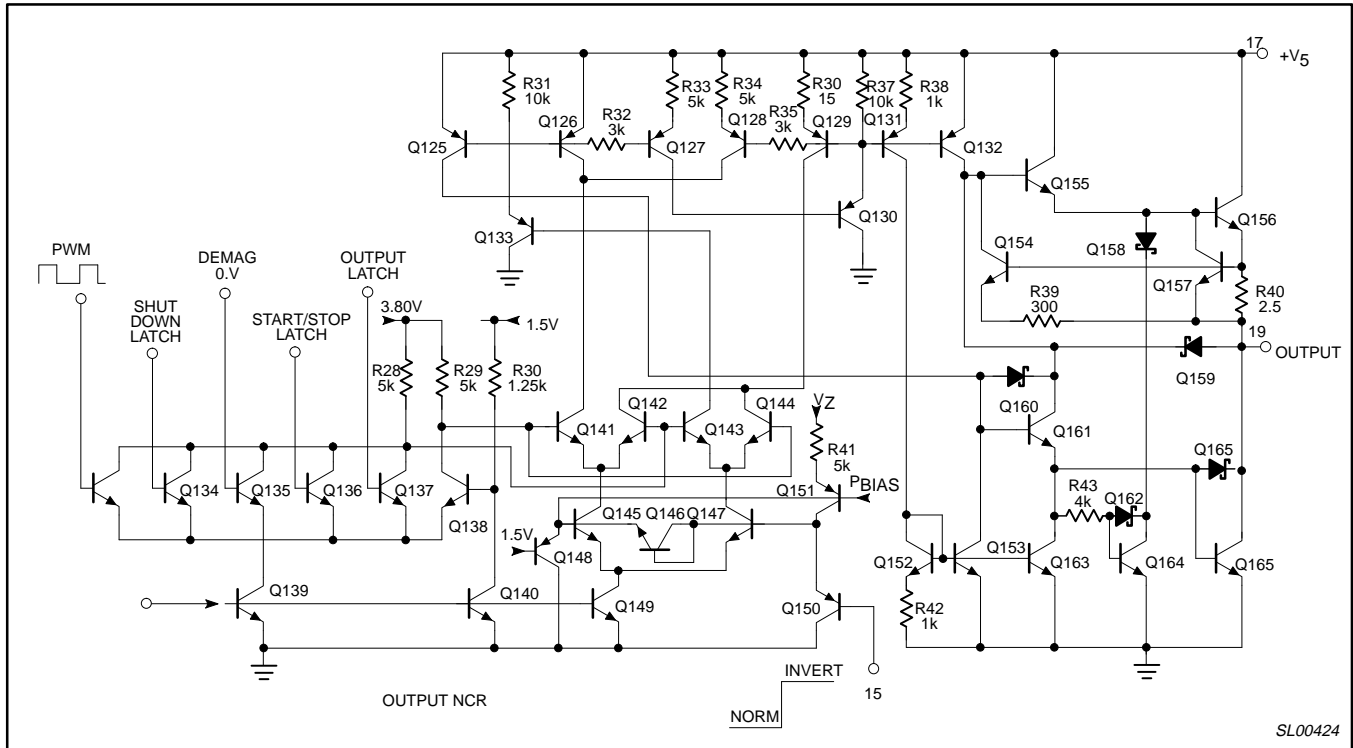 17
+V5
R31
10k
R33
5k
R34
5k
R30
15
R37
10k
R38
1k
Q126
R32
3k
Q128
R35
3k
Q129
Q131
Q125
Q127
Q132
Q155
Q133
Q130
Q156
Q154
Q158
Q157
R40
2.5
R39
300
19
OUTPUT
Q159
PWM
DEMAG
0.V
OUTPUT
LATCH
SHUT
DOWN
LATCH
START/STOP
LATCH
3.80V
1.5V
R28
5k
R29
5k
R30
1.25k
Q160
VZ
Q141
Q142
Q143
Q144
Q161
R41
5k
Q165
Q134
Q135
Q136
Q137
Q138
Q151
PBIAS
R43
4k
Q162
Q145
Q146
Q147
1.5V
Q148
Q152
Q153
Q163
Q164
Q165
Q139
Q140
Q149
Q150
R42
1k
INVERT
15
OUTPUT NCR
NORM
SL00424